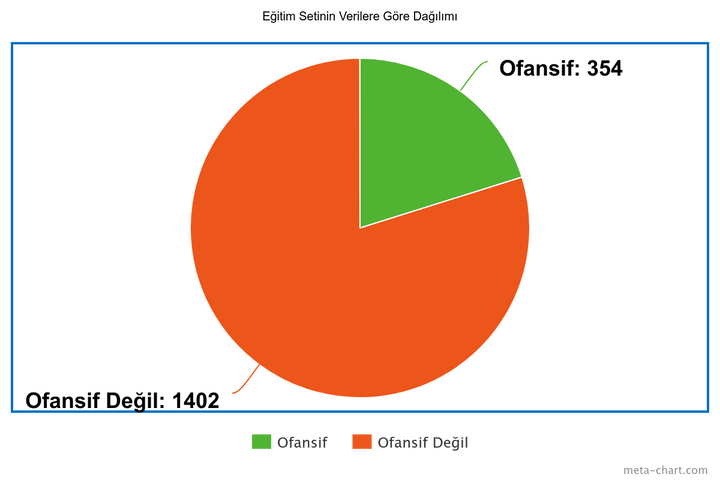 Eğitim Setinin Verilere Göre Dağılımı
Ofansif: 354
Ofansif Değil: 1402
Ofansif
Ofansif Değil
meta-chart.com